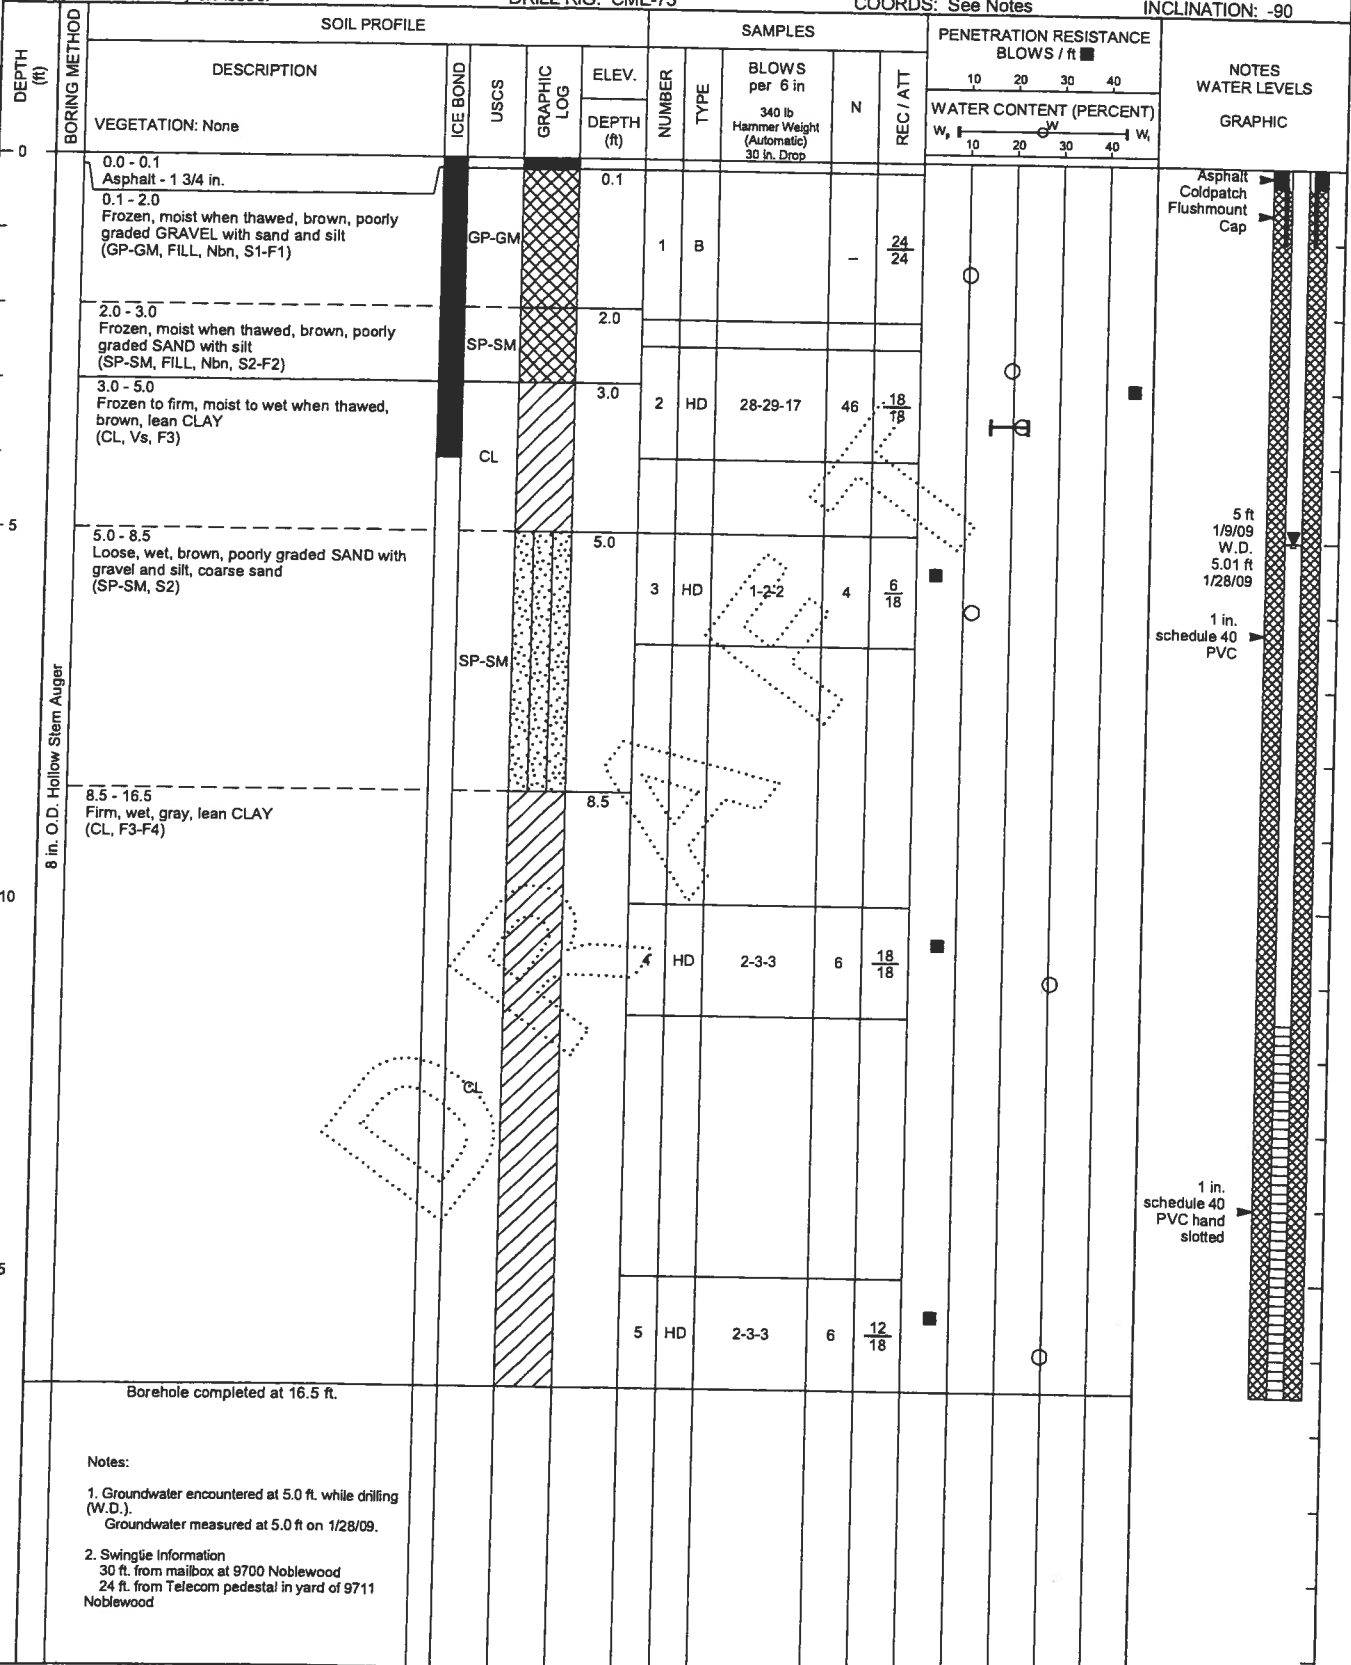 DRILL RIG: CME-75
COORDS: See Notes
INCLINATION: -90
DEPTH
(ft)
BORING METHOD
SOIL PROFILE
SAMPLES
PENETRATION RESISTANCE
BLOWS / ft ■
10 20 30 40
WATER CONTENT (PERCENT)
Wp W Wl
10 20 30 40
NOTES
WATER LEVELS
GRAPHIC
DESCRIPTION
VEGETATION: None
ICE BOND
USCS
GRAPHIC
LOG
ELEV.
DEPTH
(ft)
NUMBER
TYPE
BLOWS
per 6 in
340 lb
Hammer Weight
(Automatic)
30 in. Drop
N
REC / ATT
0
0.0 - 0.1
Asphalt - 1 3/4 in.
0.1
0.1 - 2.0
Frozen, moist when thawed, brown, poorly
graded GRAVEL with sand and silt
(GP-GM, FILL, Nbn, S1-F1)
GP-GM
1 B – 24/24
Asphalt
Coldpatch
Flushmount
Cap
2.0 - 3.0
Frozen, moist when thawed, brown, poorly
graded SAND with silt
(SP-SM, FILL, Nbn, S2-F2)
SP-SM
2.0
3.0 - 5.0
Frozen to firm, moist to wet when thawed,
brown, lean CLAY
(CL, Vs, F3)
CL
3.0
2 HD 28-29-17 46 18/18
5
5.0 - 8.5
Loose, wet, brown, poorly graded SAND with
gravel and silt, coarse sand
(SP-SM, S2)
SP-SM
5.0
3 HD 1-2-2 4 6/18
5 ft
1/9/09
W.D.
5.01 ft
1/28/09
1 in.
schedule 40
PVC
8 in. O.D. Hollow Stem Auger
8.5 - 16.5
Firm, wet, gray, lean CLAY
(CL, F3-F4)
8.5
10
4 HD 2-3-3 6 18/18
CL
1 in.
schedule 40
PVC hand
slotted
5
5 HD 2-3-3 6 12/18
DRAFT
Borehole completed at 16.5 ft.
Notes:
1. Groundwater encountered at 5.0 ft. while drilling
(W.D.).
Groundwater measured at 5.0 ft on 1/28/09.
2. Swingtie Information
30 ft. from mailbox at 9700 Noblewood
24 ft. from Telecom pedestal in yard of 9711
Noblewood